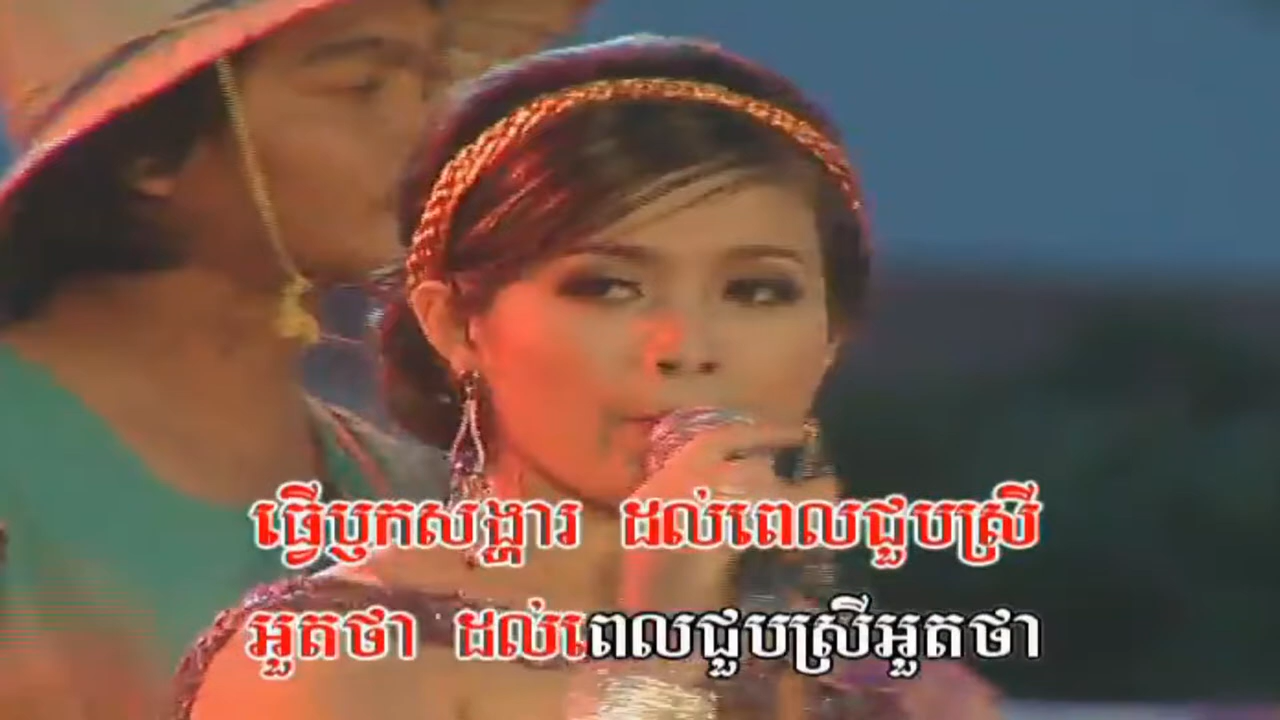 ធ្វើឫកសង្ហារ ដល់ពេលជួបស្រី
អួតថា ដល់ពេលជួបស្រីអួតថា